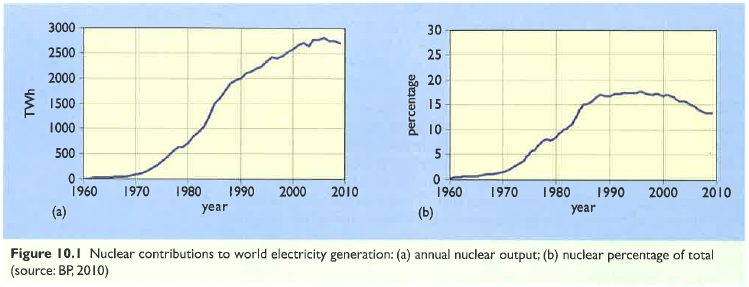 3000
2500
2000
1500
1000
500
0
TWh
1960 1970 1980 1990 2000 2010
year
(a)
30
25
20
15
10
5
0
percentage
1960 1970 1980 1990 2000 2010
year
(b)
Figure 10.1 Nuclear contributions to world electricity generation: (a) annual nuclear output; (b) nuclear percentage of total
(source: BP, 2010)